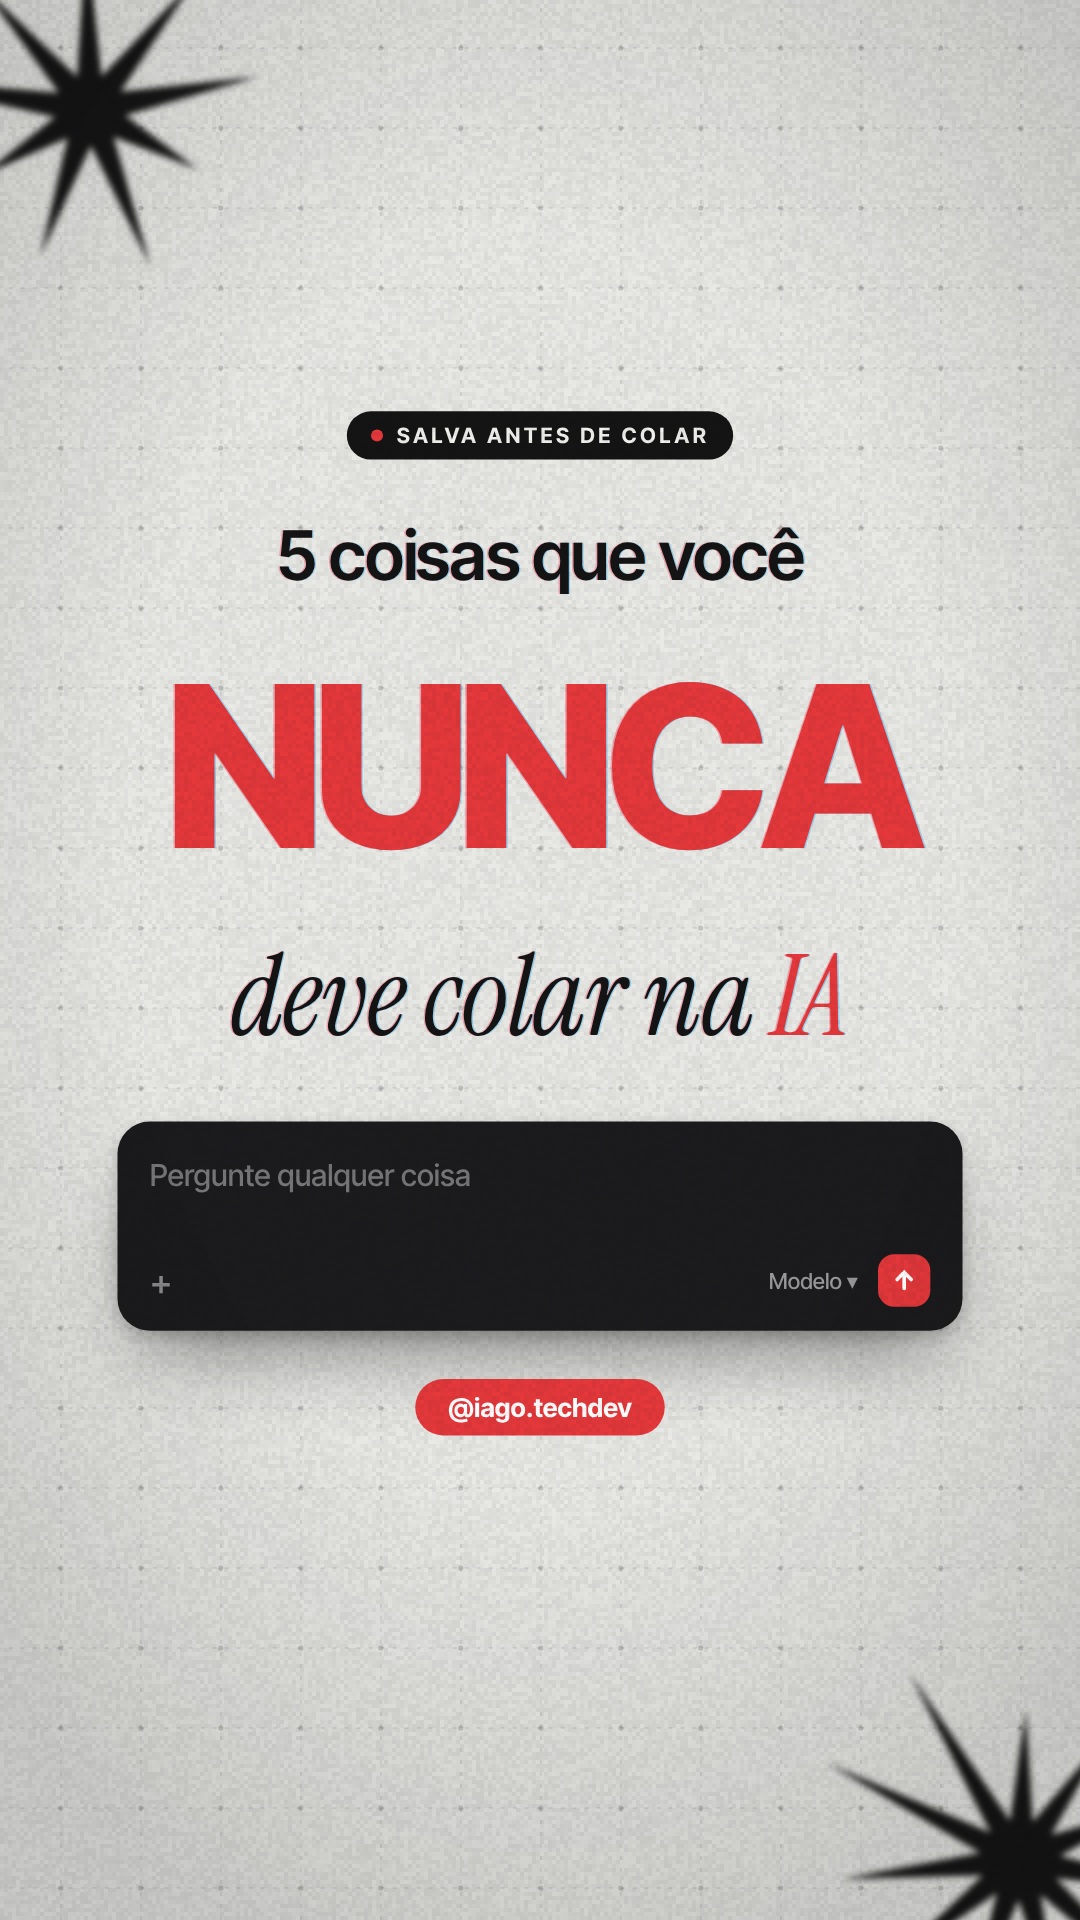 SALVA ANTES DE COLAR
5 coisas que você
NUNCA
deve colar na IA
Pergunte qualquer coisa
+
Modelo ▾
@iago.techdev